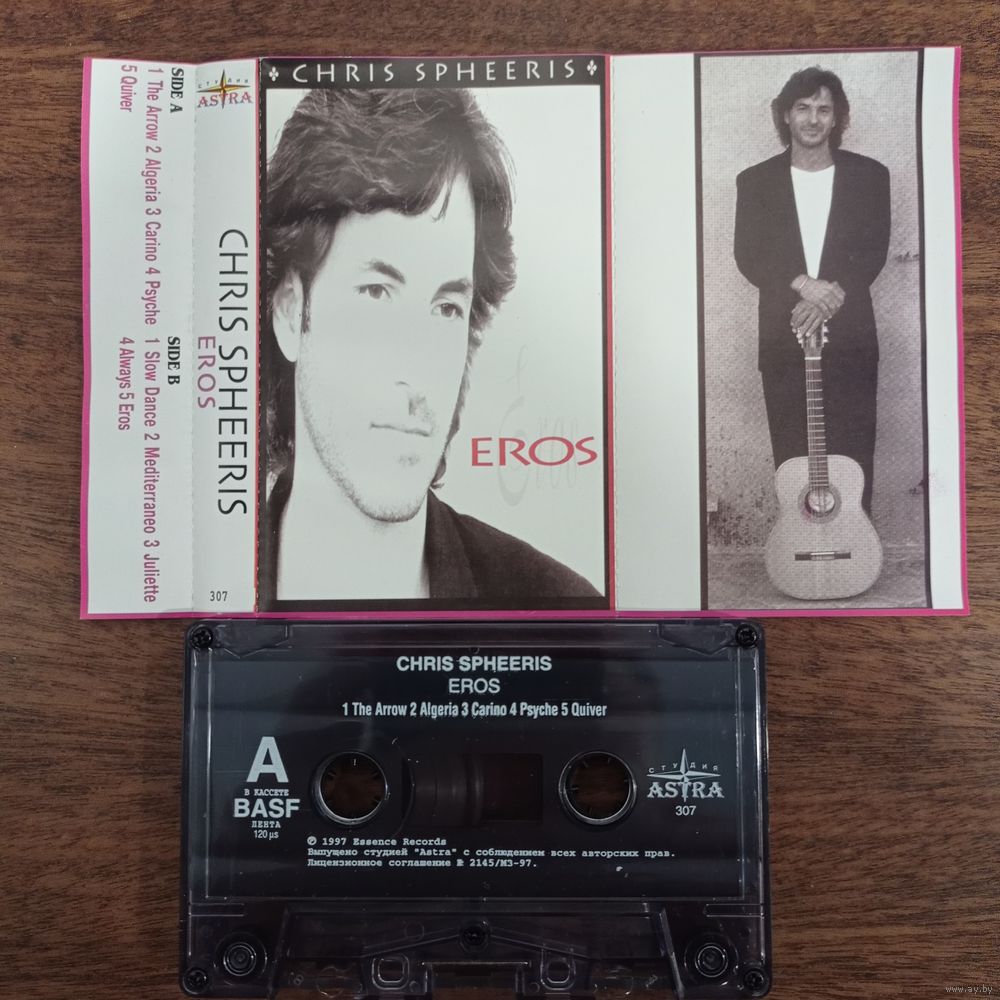 SIDE A
1 The Arrow 2 Algeria 3 Carino 4 Psyche
5 Quiver
SIDE B
1 Slow Dance 2 Mediterraneo 3 Juliette
4 Always 5 Eros
СТУДИЯ
ASTRA
CHRIS SPHEERIS
EROS
307
CHRIS SPHEERIS
Eros
EROS
CHRIS SPHEERIS
EROS
1 The Arrow 2 Algeria 3 Carino 4 Psyche 5 Quiver
A
В КАССЕТЕ
BASF
ЛЕНТА
120 µs
СТУДИЯ
ASTRA
307
℗ 1997 Essence Records
Выпущено студией "Astra" с соблюдением всех авторских прав.
Лицензионное соглашение № 2145/МЗ-97.
www.ay.by